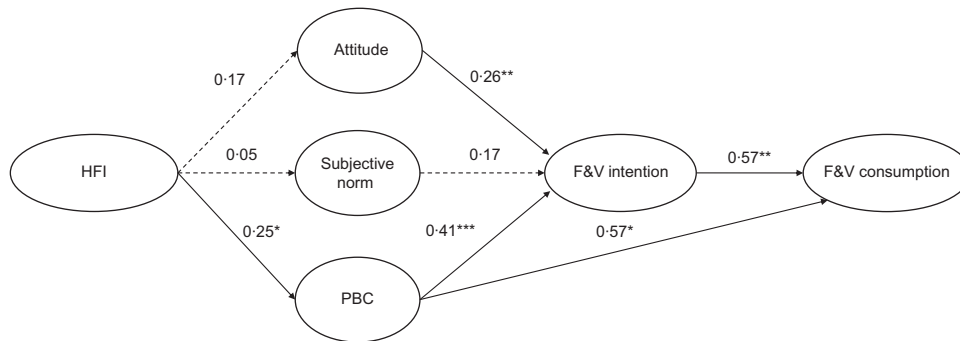 Attitude
0·17
0·26**
HFI
0·05
Subjective
norm
0·17
F&V intention
0·57**
F&V consumption
0·25*
0·41***
0·57*
PBC